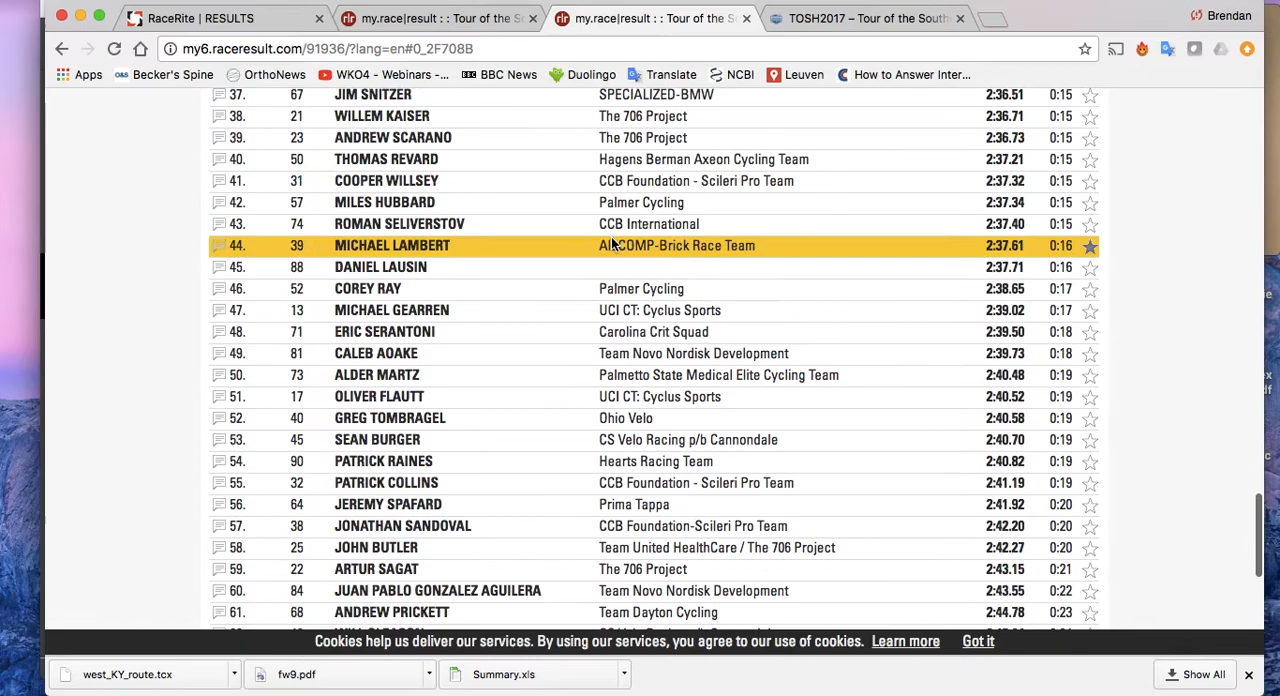 RaceRite | RESULTS
my.race|result : : Tour of the S
my.race|result : : Tour of the S
TOSH2017 – Tour of the South
Brendan
my6.raceresult.com/91936/?lang=en#0_2F708B
Apps
Becker's Spine
OrthoNews
WKO4 - Webinars -...
BBC News
Duolingo
Translate
NCBI
Leuven
How to Answer Inter...
37. 67 JIM SNITZER SPECIALIZED-BMW 2:36.51 0:15
38. 21 WILLEM KAISER The 706 Project 2:36.71 0:15
39. 23 ANDREW SCARANO The 706 Project 2:36.73 0:15
40. 50 THOMAS REVARD Hagens Berman Axeon Cycling Team 2:37.21 0:15
41. 31 COOPER WILLSEY CCB Foundation - Scileri Pro Team 2:37.32 0:15
42. 57 MILES HUBBARD Palmer Cycling 2:37.34 0:15
43. 74 ROMAN SELIVERSTOV CCB International 2:37.40 0:15
44. 39 MICHAEL LAMBERT Race Team 2:37.61 0:16
45. 88 DANIEL LAUSIN 2:37.71 0:16
46. 52 COREY RAY Palmer Cycling 2:38.65 0:17
47. 13 MICHAEL GEARREN UCI CT: Cyclus Sports 2:39.02 0:17
48. 71 ERIC SERANTONI Carolina Crit Squad 2:39.50 0:18
49. 81 CALEB AOAKE Team Novo Nordisk Development 2:39.73 0:18
50. 73 ALDER MARTZ Palmetto State Medical Elite Cycling Team 2:40.48 0:19
51. 17 OLIVER FLAUTT UCI CT: Cyclus Sports 2:40.52 0:19
52. 40 GREG TOMBRAGEL Ohio Velo 2:40.58 0:19
53. 45 SEAN BURGER CS Velo Racing p/b Cannondale 2:40.70 0:19
54. 90 PATRICK RAINES Hearts Racing Team 2:40.82 0:19
55. 32 PATRICK COLLINS CCB Foundation - Scileri Pro Team 2:41.19 0:19
56. 64 JEREMY SPAFARD Prima Tappa 2:41.92 0:20
57. 38 JONATHAN SANDOVAL CCB Foundation-Scileri Pro Team 2:42.20 0:20
58. 25 JOHN BUTLER Team United HealthCare / The 706 Project 2:42.27 0:20
59. 22 ARTUR SAGAT The 706 Project 2:43.15 0:21
60. 84 JUAN PABLO GONZALEZ AGUILERA Team Novo Nordisk Development 2:43.55 0:22
61. 68 ANDREW PRICKETT Team Dayton Cycling 2:44.78 0:23
Cookies help us deliver our services. By using our services, you agree to our use of cookies. Learn more Got it
west_KY_route.tcx
fw9.pdf
Summary.xls
Show All